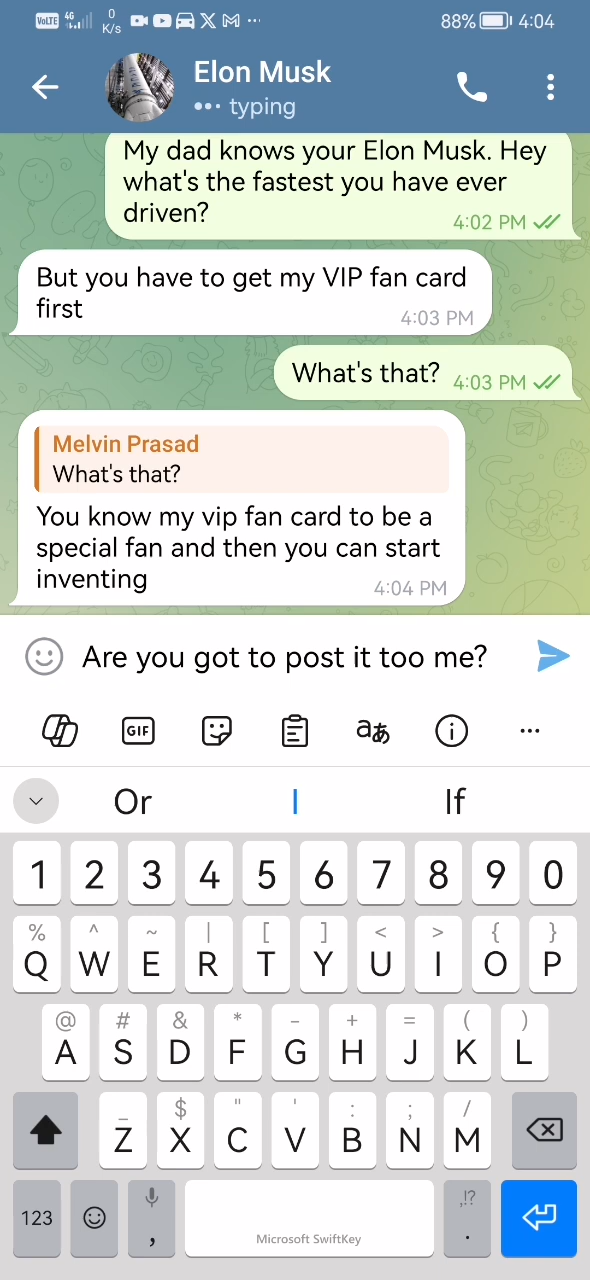 VoLTE 4G 0 K/s 88% 4:04
Elon Musk
typing
My dad knows your Elon Musk. Hey
what's the fastest you have ever
driven?
4:02 PM
But you have to get my VIP fan card
first
4:03 PM
What's that?
4:03 PM
Melvin Prasad
What's that?
You know my vip fan card to be a
special fan and then you can start
inventing
4:04 PM
Are you got to post it too me?
GIF aあ
Or I If
1 2 3 4 5 6 7 8 9 0
% ^ ~ | [ ] < > { }
Q W E R T Y U I O P
@ # & * - + = ( )
A S D F G H J K L
_ $ " ' : ; /
Z X C V B N M
123 , Microsoft SwiftKey ,!? .